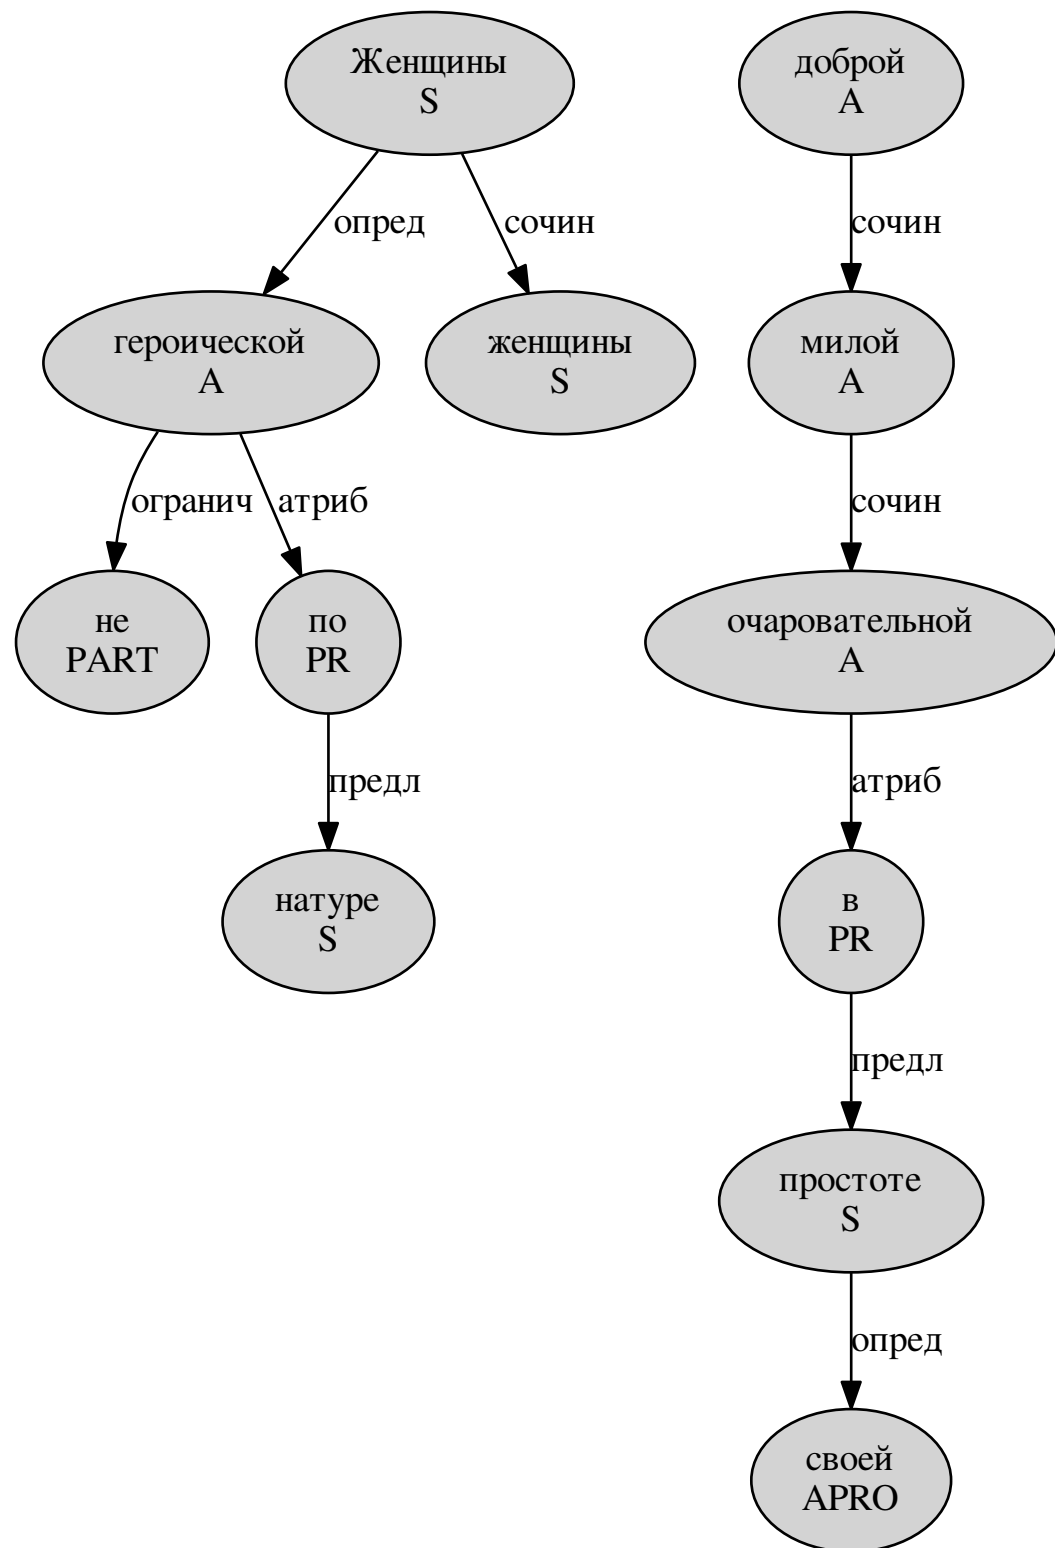 Женщины
S
доброй
A
опред
сочин
сочин
героической
A
женщины
S
милой
A
огранич
атриб
сочин
не
PART
по
PR
очаровательной
A
предл
атриб
натуре
S
в
PR
предл
простоте
S
опред
своей
APRO